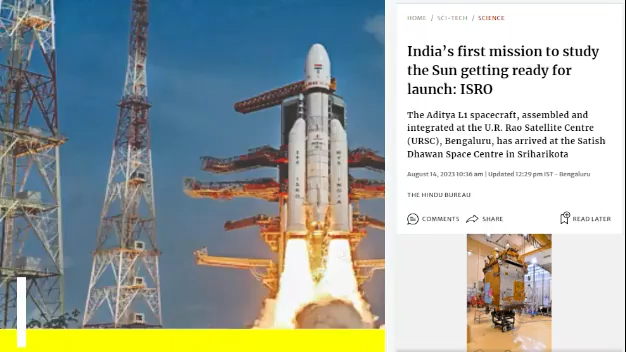 HOME / SCI-TECH / SCIENCE
India's first mission to study
the Sun getting ready for
launch: ISRO
The Aditya L1 spacecraft, assembled and
integrated at the U.R. Rao Satellite Centre
(URSC), Bengaluru, has arrived at the Satish
Dhawan Space Centre in Sriharikota
August 14, 2023 10:36 am | Updated 12:29 pm IST - Bengaluru
THE HINDU BUREAU
COMMENTS SHARE READ LATER